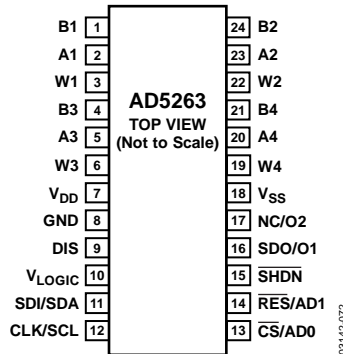 B1 1 24 B2
A1 2 23 A2
W1 3 22 W2
B3 4 AD5263 21 B4
TOP VIEW
A3 5 (Not to Scale) 20 A4
W3 6 19 W4
VDD 7 18 VSS
GND 8 17 NC/O2
DIS 9 16 SDO/O1
VLOGIC 10 15 SHDN
SDI/SDA 11 14 RES/AD1
CLK/SCL 12 13 CS/AD0
03142-072